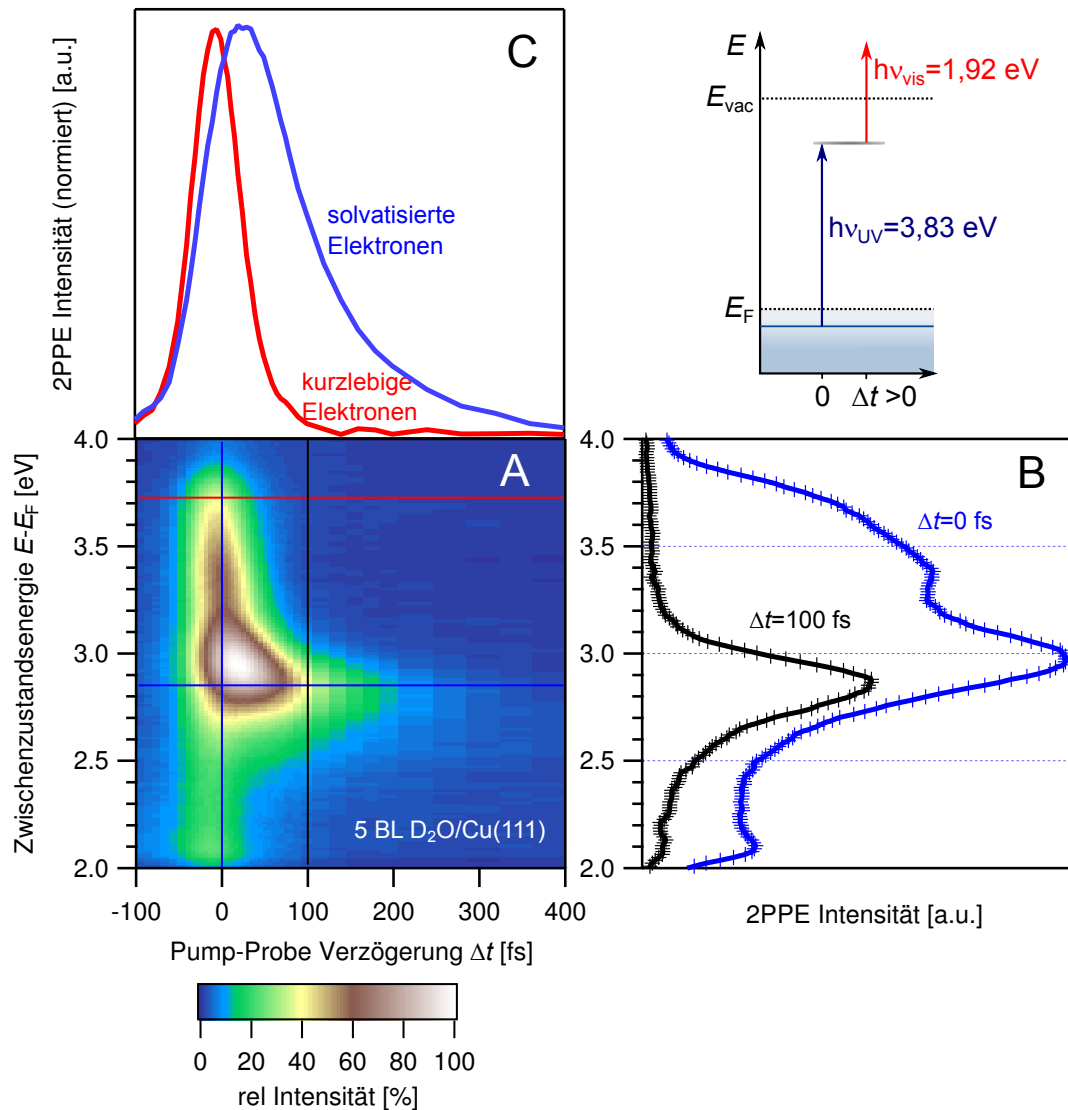 2PPE Intensität (normiert) [a.u.]
C
solvatisierte
Elektronen
kurzlebige
Elektronen
E
E_vac
E_F
hν_vis=1,92 eV
hν_UV=3,83 eV
0 Δt >0
Zwischenzustandsenergie E-E_F [eV]
4.0
3.5
3.0
2.5
2.0
A
5 BL D₂O/Cu(111)
-100 0 100 200 300 400
Pump-Probe Verzögerung Δt [fs]
0 20 40 60 80 100
rel Intensität [%]
4.0
3.5
3.0
2.5
2.0
B
Δt=0 fs
Δt=100 fs
2PPE Intensität [a.u.]